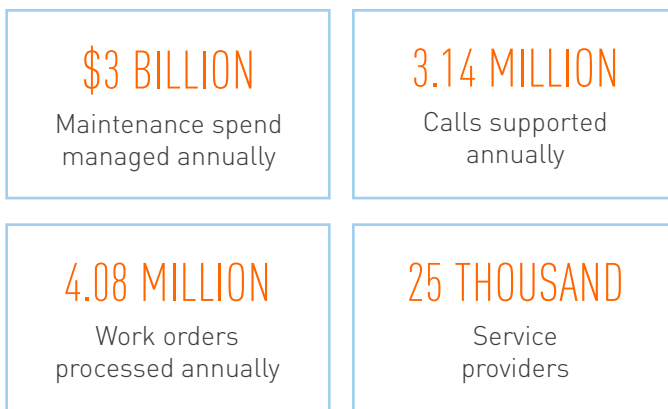 $3 BILLION
Maintenance spend
managed annually
3.14 MILLION
Calls supported
annually
4.08 MILLION
Work orders
processed annually
25 THOUSAND
Service
providers